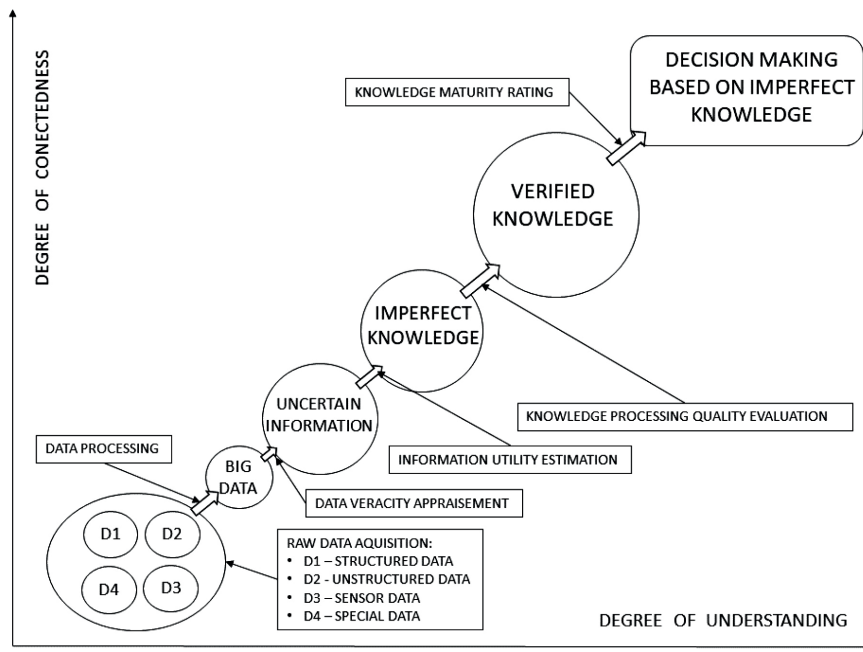 DEGREE OF CONECTEDNESS
DECISION MAKING
BASED ON IMPERFECT
KNOWLEDGE
KNOWLEDGE MATURITY RATING
VERIFIED
KNOWLEDGE
IMPERFECT
KNOWLEDGE
KNOWLEDGE PROCESSING QUALITY EVALUATION
UNCERTAIN
INFORMATION
INFORMATION UTILITY ESTIMATION
DATA PROCESSING
BIG
DATA
DATA VERACITY APPRAISEMENT
D1
D2
D4
D3
RAW DATA AQUISITION:
• D1 – STRUCTURED DATA
• D2 - UNSTRUCTURED DATA
• D3 – SENSOR DATA
• D4 – SPECIAL DATA
DEGREE OF UNDERSTANDING